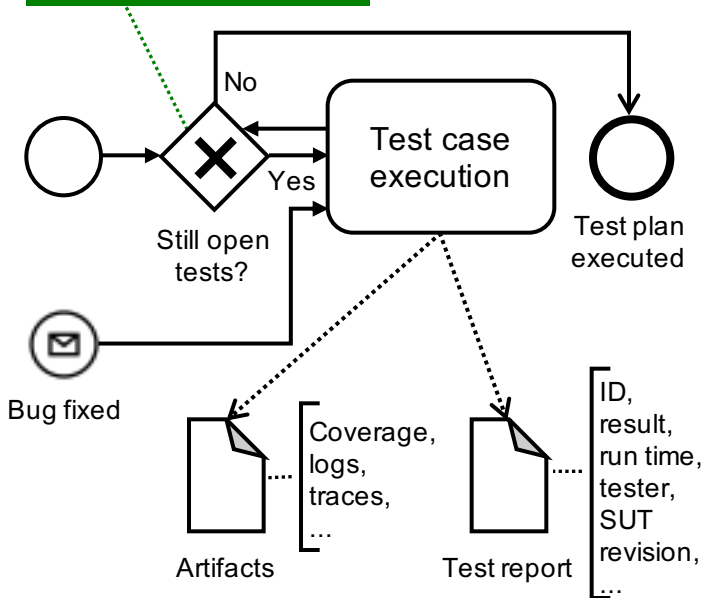 No
Test case
execution
Yes
Still open
tests?
Test plan
executed
Bug fixed
Coverage,
logs,
traces,
...
Artifacts
ID,
result,
run time,
tester,
SUT
revision,
...
Test report